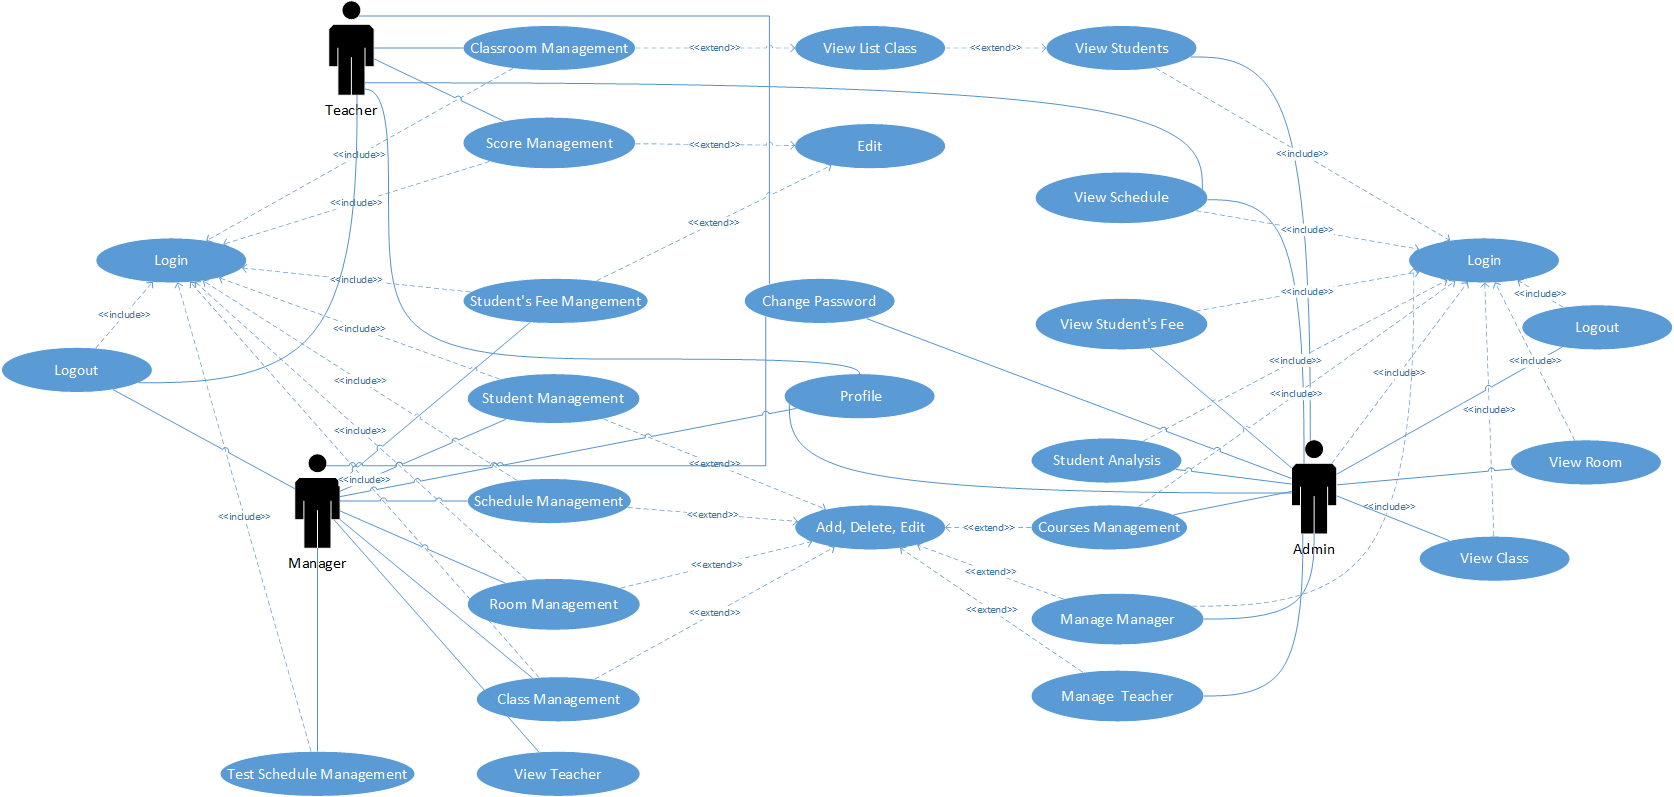 Teacher
Classroom Management
<<extend>>
View List Class
<<extend>>
View Students
Score Management
<<extend>>
Edit
<<include>>
<<include>>
<<include>>
View Schedule
<<extend>>
<<include>>
Login
Login
<<include>>
<<include>>
<<include>>
Student's Fee Mangement
Change Password
View Student's Fee
<<include>>
<<include>>
Logout
Logout
<<include>>
<<include>>
<<include>>
<<include>>
<<include>>
<<include>>
Student Management
Profile
<<include>>
<<include>>
Student Analysis
View Room
<<extend>>
<<include>>
Schedule Management
<<include>>
<<extend>>
<<include>>
Add, Delete, Edit
<<extend>>
Courses Management
Manager
Admin
View Class
<<extend>>
<<extend>>
Room Management
<<extend>>
<<extend>>
Manage Manager
Class Management
Manage  Teacher
Test Schedule Management
View Teacher